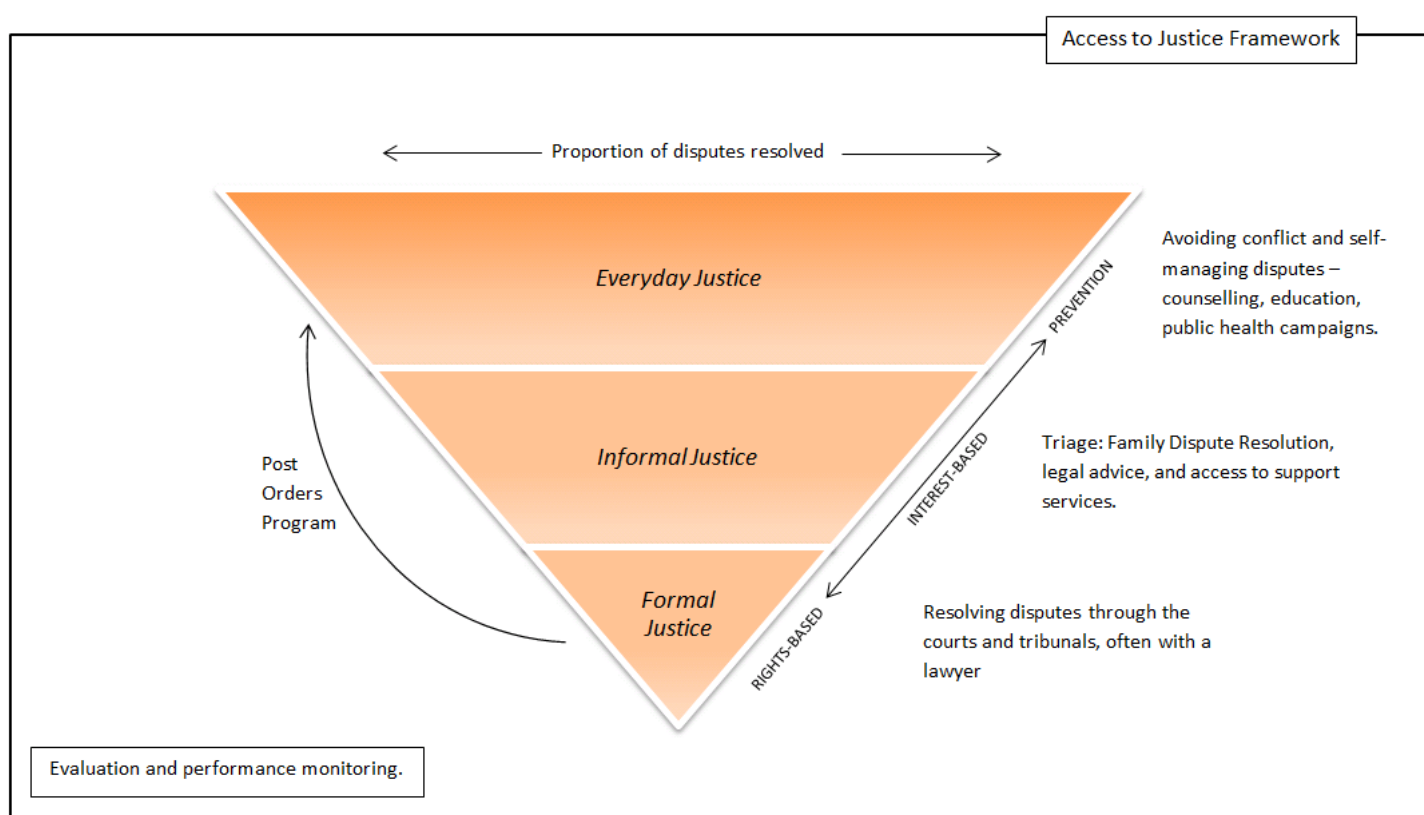 Access to Justice Framework
Proportion of disputes resolved
Everyday Justice
PREVENTION
Avoiding conflict and self-
managing disputes –
counselling, education,
public health campaigns.
Informal Justice
INTEREST-BASED
Triage: Family Dispute Resolution,
legal advice, and access to support
services.
Post
Orders
Program
Formal
Justice
RIGHTS-BASED
Resolving disputes through the
courts and tribunals, often with a
lawyer
Evaluation and performance monitoring.